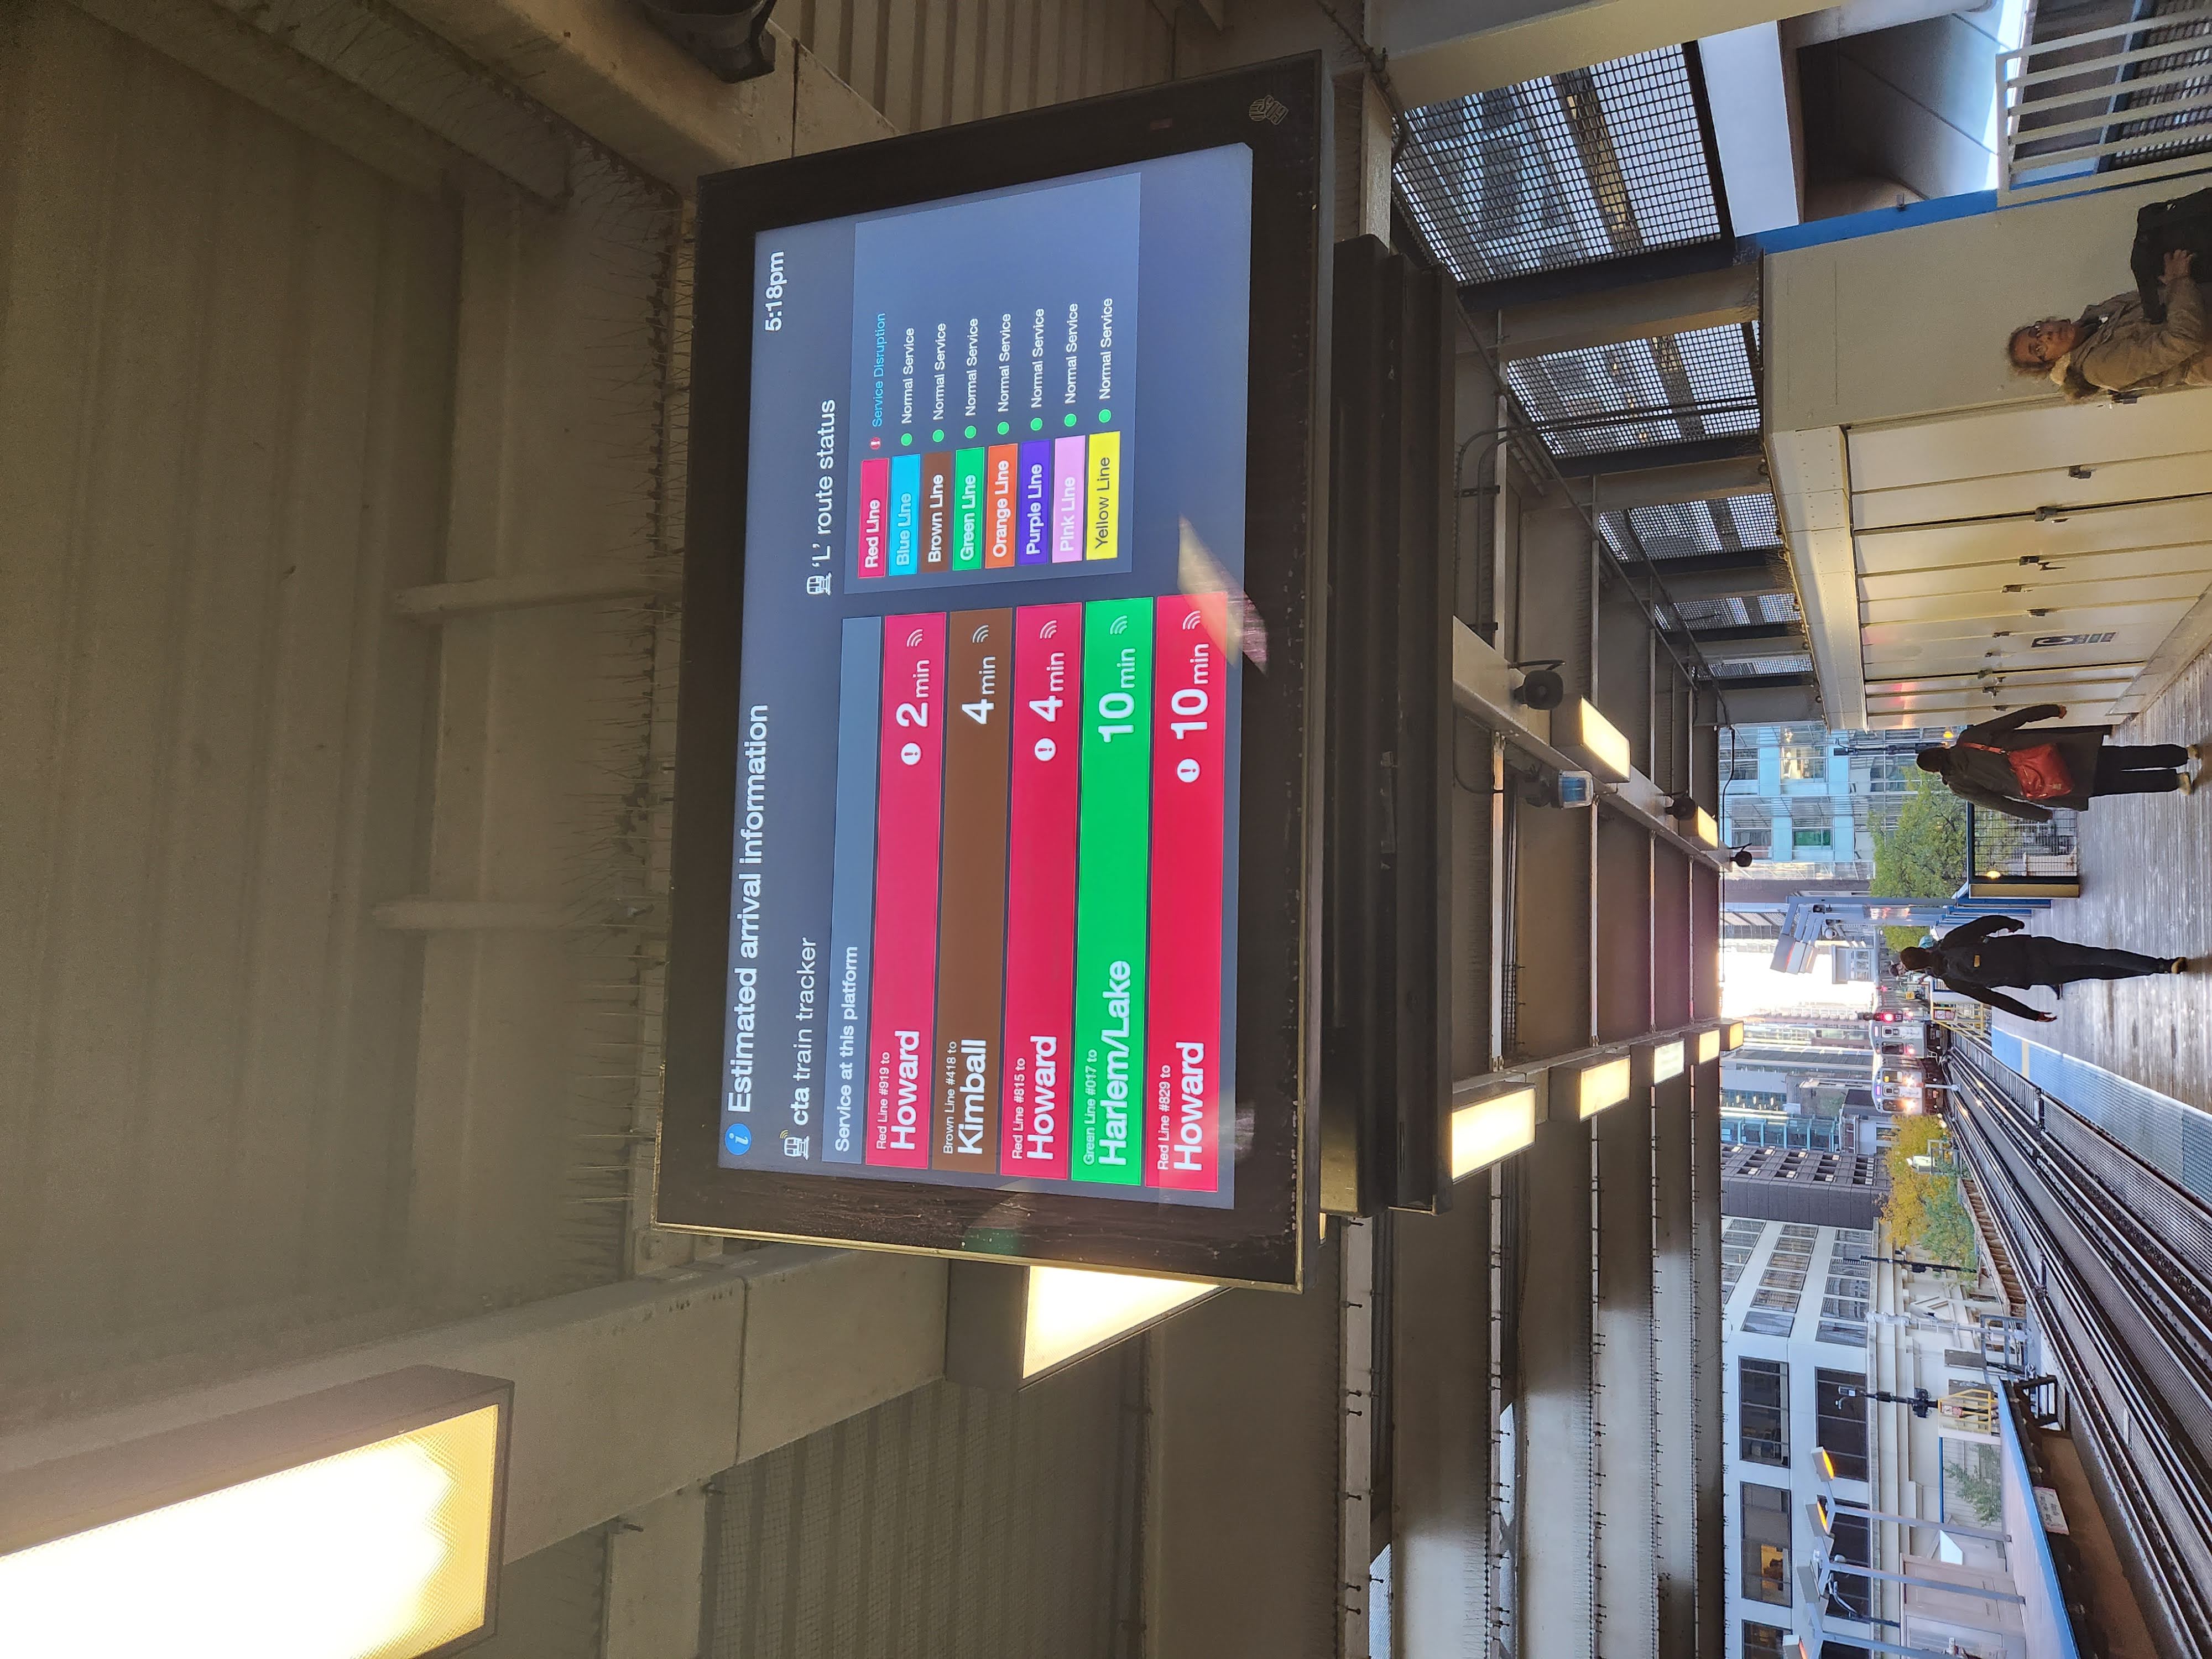 i Estimated arrival information
5:18pm
cta train tracker
Service at this platform
Red Line #919 to
Howard 2 min
Brown Line #418 to
Kimball 4 min
Red Line #815 to
Howard 4 min
Green Line #017 to
Harlem/Lake 10 min
Red Line #829 to
Howard 10 min
'L' route status
Red Line Service Disruption
Blue Line Normal Service
Brown Line Normal Service
Green Line Normal Service
Orange Line Normal Service
Purple Line Normal Service
Pink Line Normal Service
Yellow Line Normal Service